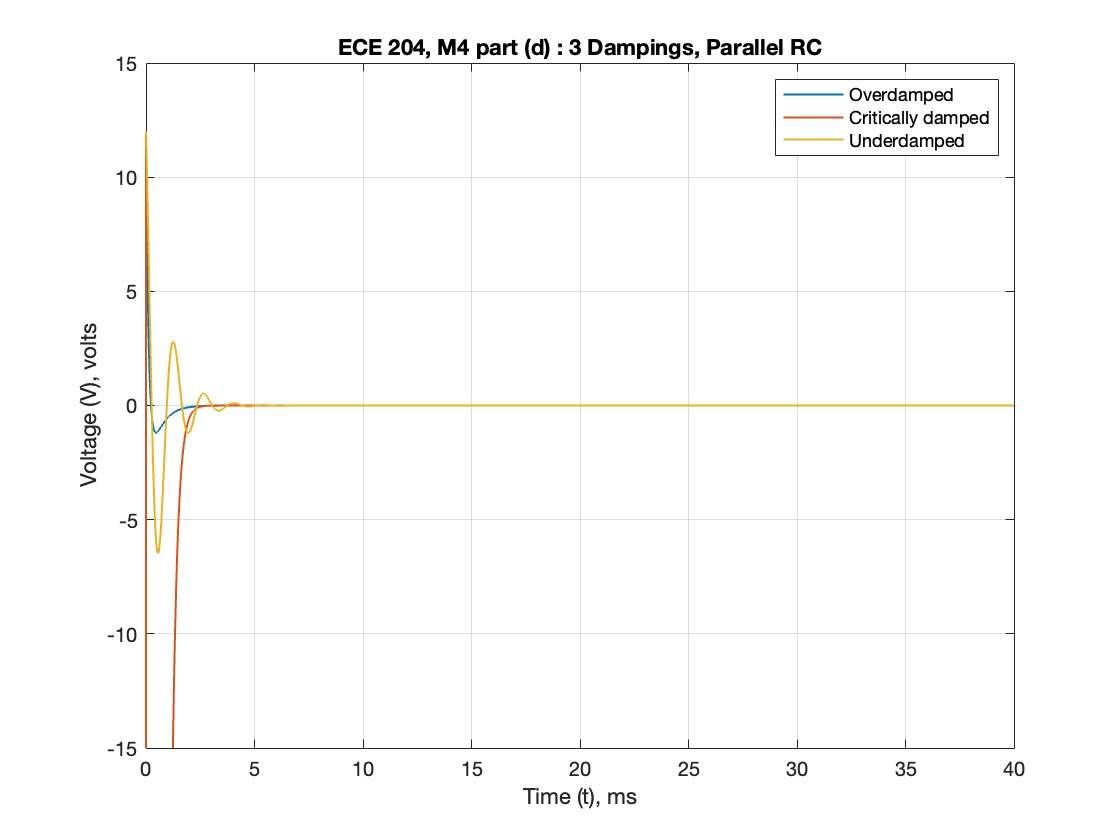 ECE 204, M4 part (d) : 3 Dampings, Parallel RC
Overdamped
Critically damped
Underdamped
15
10
5
0
-5
-10
-15
Voltage (V), volts
0 5 10 15 20 25 30 35 40
Time (t), ms